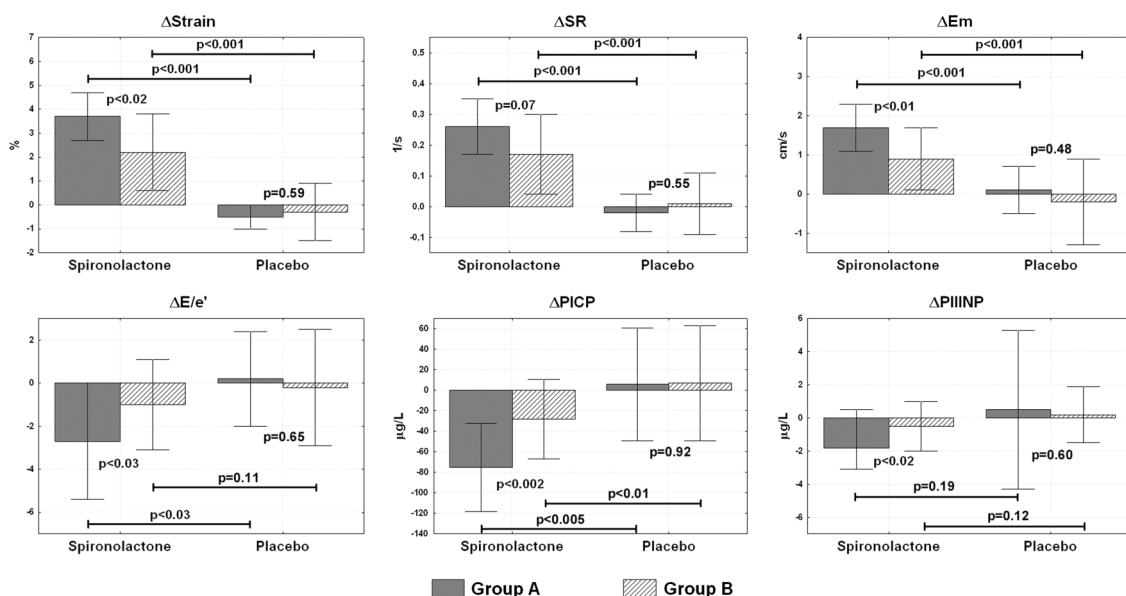 ΔStrain
7
6
5
4
3
2
1
0
-1
-2
%
p<0.001
p<0.001
p<0.02
p=0.59
Spironolactone Placebo
ΔSR
0.5
0.4
0.3
0.2
0.1
0,0
-0,1
1/s
p<0.001
p<0.001
p=0.07
p=0.55
Spironolactone Placebo
ΔEm
4
3
2
1
0
-1
cm/s
p<0.001
p<0.001
p<0.01
p=0.48
Spironolactone Placebo
ΔE/e'
2
0
-2
-4
-6
p=0.65
p<0.03
p=0.11
p<0.03
Spironolactone Placebo
ΔPICP
60
40
20
0
-20
-40
-60
-80
-100
-120
-140
µg/L
p=0.92
p<0.002
p<0.01
p<0.005
Spironolactone Placebo
ΔPIIINP
6
4
2
0
-2
-4
-6
µg/L
p=0.60
p<0.02
p=0.19
p=0.12
Spironolactone Placebo
Group A Group B